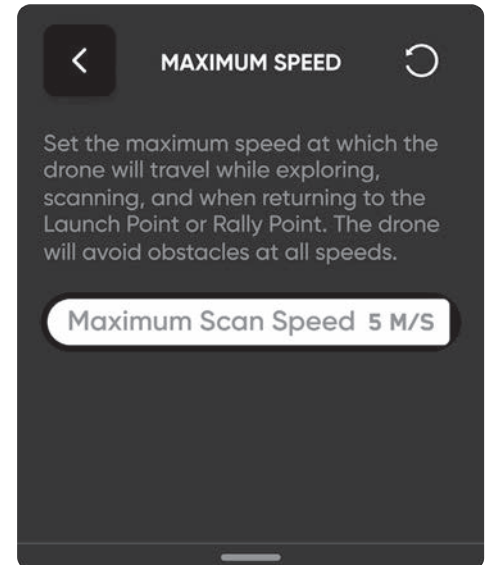 MAXIMUM SPEED
Set the maximum speed at which the
drone will travel while exploring,
scanning, and when returning to the
Launch Point or Rally Point. The drone
will avoid obstacles at all speeds.
Maximum Scan Speed 5 M/S